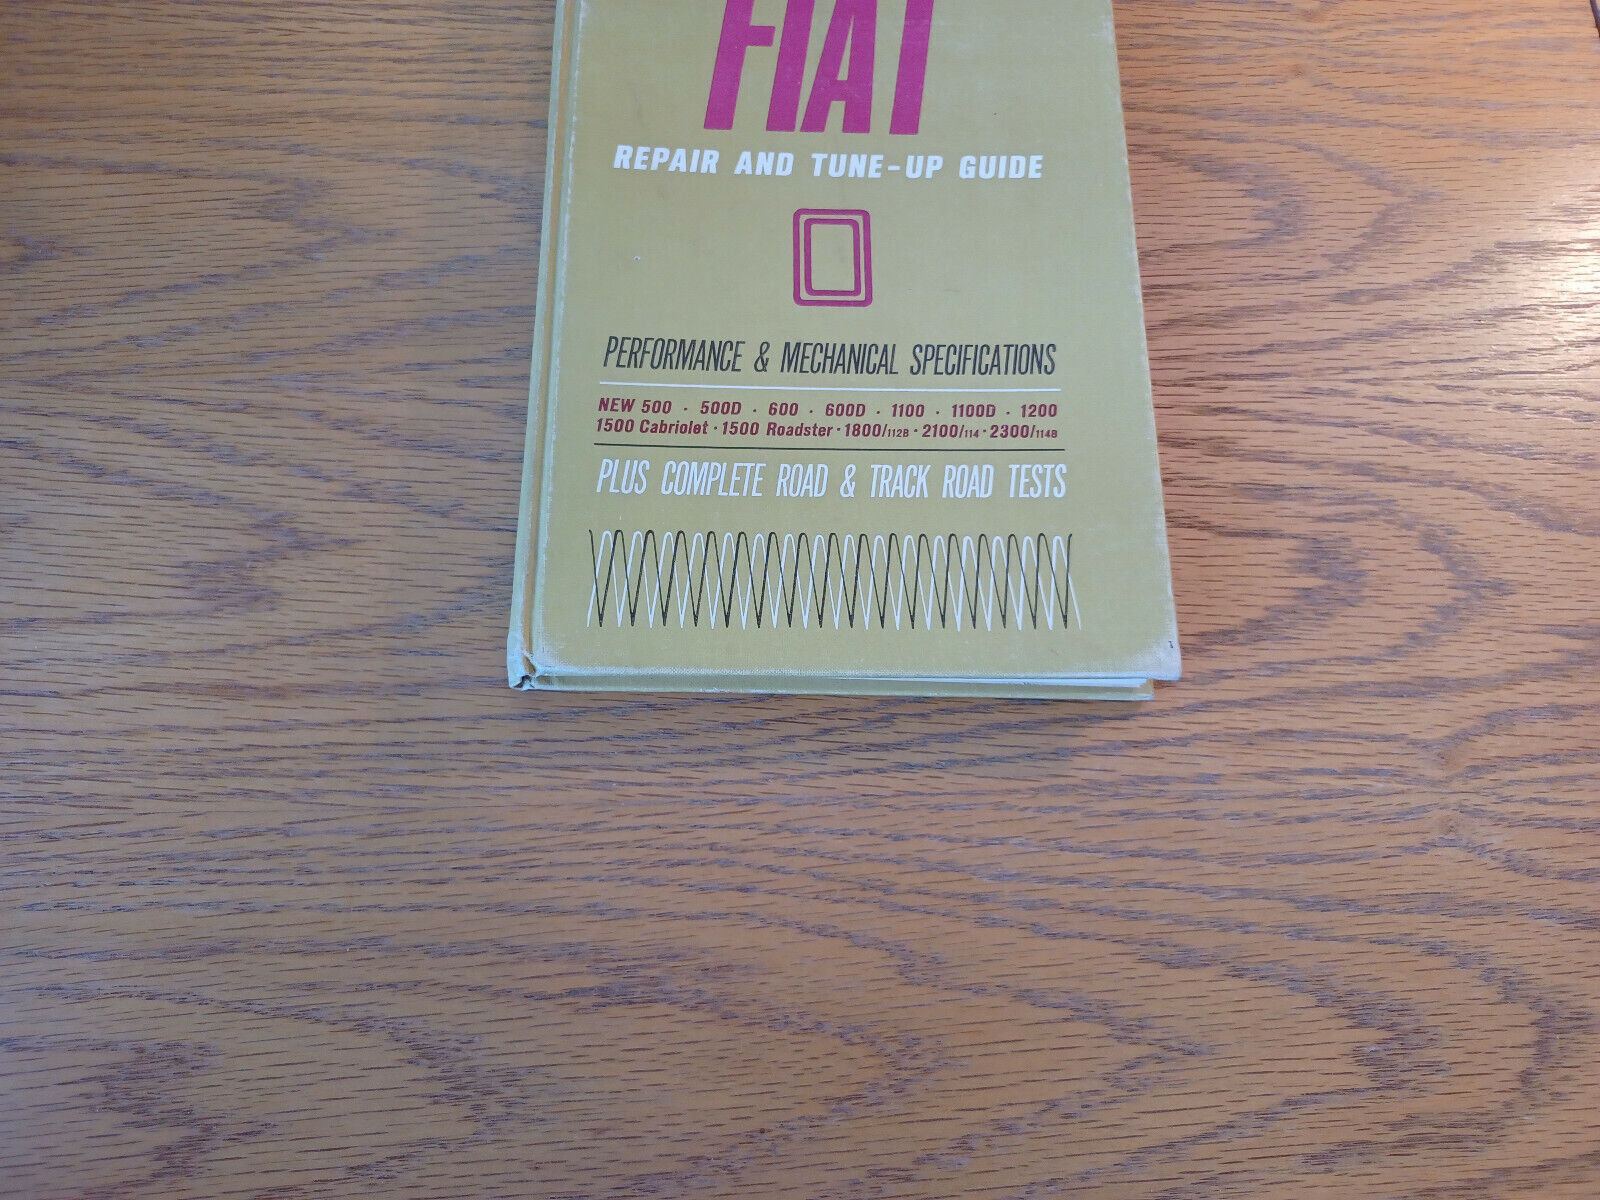 FIAT
REPAIR AND TUNE-UP GUIDE
PERFORMANCE & MECHANICAL SPECIFICATIONS
NEW 500 · 500D · 600 · 600D · 1100 · 1100D · 1200
1500 Cabriolet · 1500 Roadster · 1800/112B · 2100/114 · 2300/114B
PLUS COMPLETE ROAD & TRACK ROAD TESTS